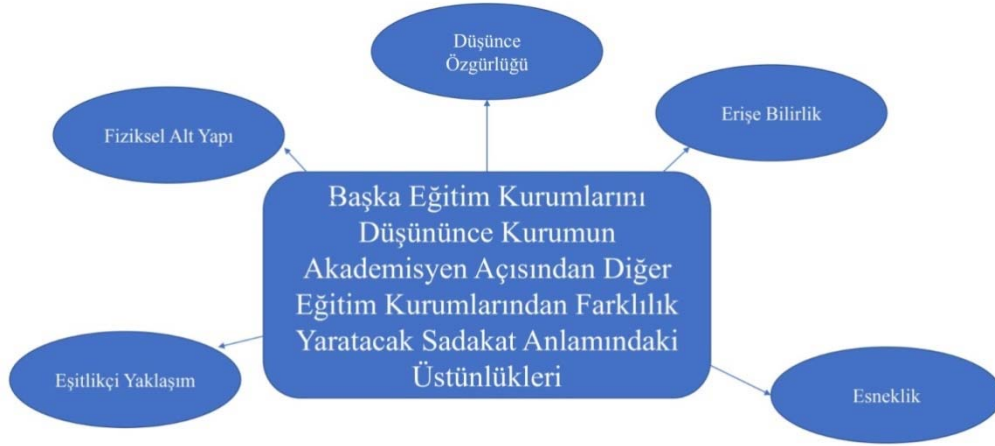 Düşünce
Özgürlüğü
Fiziksel Alt Yapı
Erişe Bilirlik
Başka Eğitim Kurumlarını
Düşününce Kurumun
Akademisyen Açısından Diğer
Eğitim Kurumlarından Farklılık
Yaratacak Sadakat Anlamındaki
Üstünlükleri
Eşitlikçi Yaklaşım
Esneklik